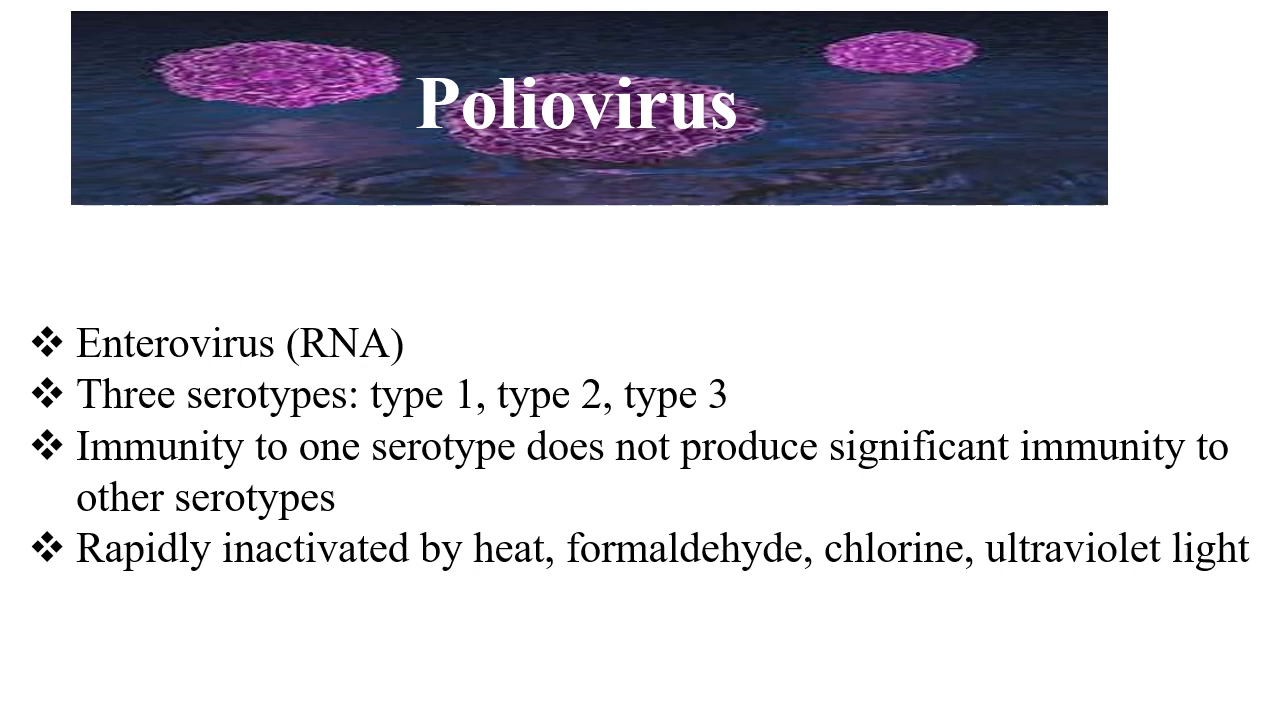 Poliovirus
❖ Enterovirus (RNA)
❖ Three serotypes: type 1, type 2, type 3
❖ Immunity to one serotype does not produce significant immunity to
other serotypes
❖ Rapidly inactivated by heat, formaldehyde, chlorine, ultraviolet light